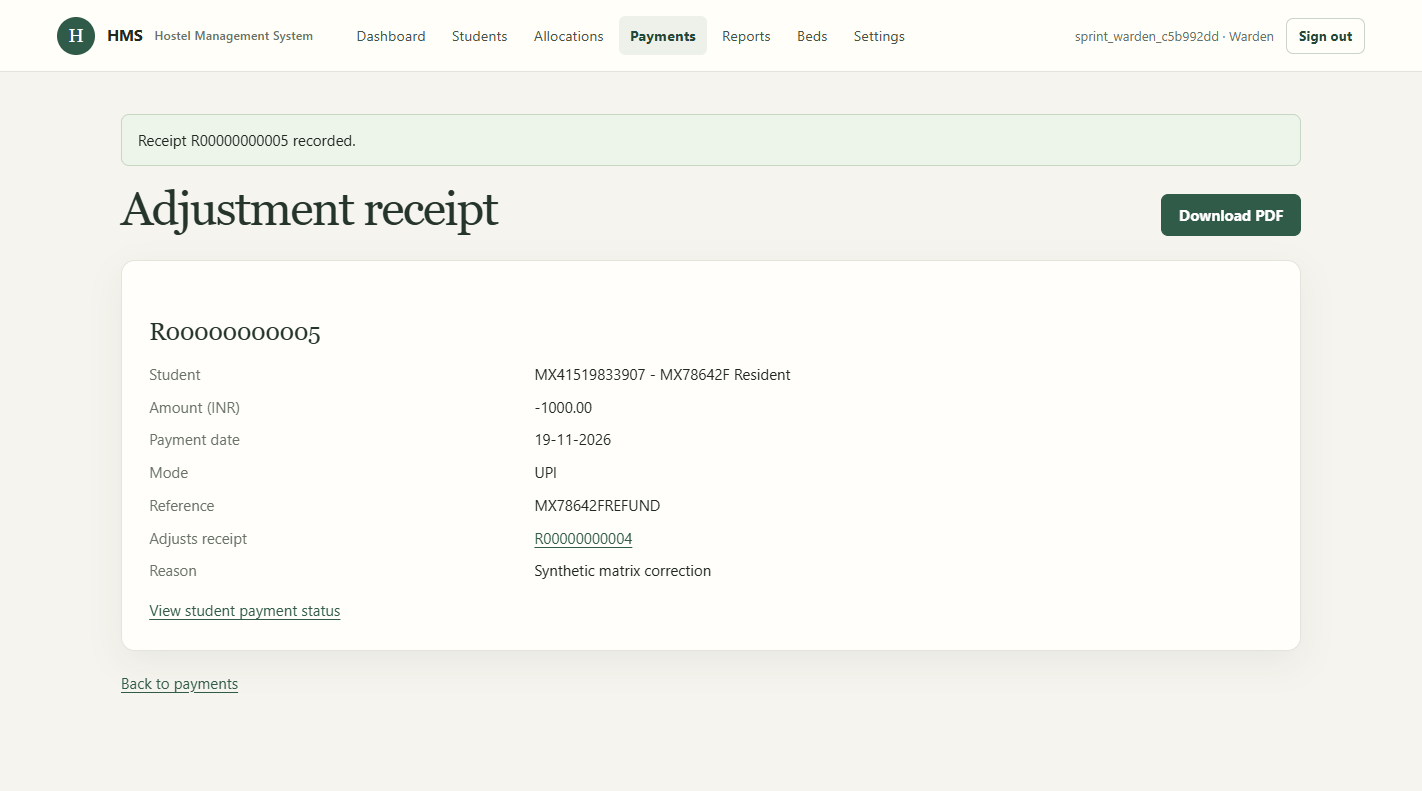 H HMS Hostel Management System Dashboard Students Allocations Payments Reports Beds Settings sprint_warden_c5b992dd · Warden Sign out
Receipt R00000000005 recorded.
Adjustment receipt Download PDF
R00000000005
Student MX41519833907 - MX78642F Resident
Amount (INR) -1000.00
Payment date 19-11-2026
Mode UPI
Reference MX78642FREFUND
Adjusts receipt R00000000004
Reason Synthetic matrix correction
View student payment status
Back to payments